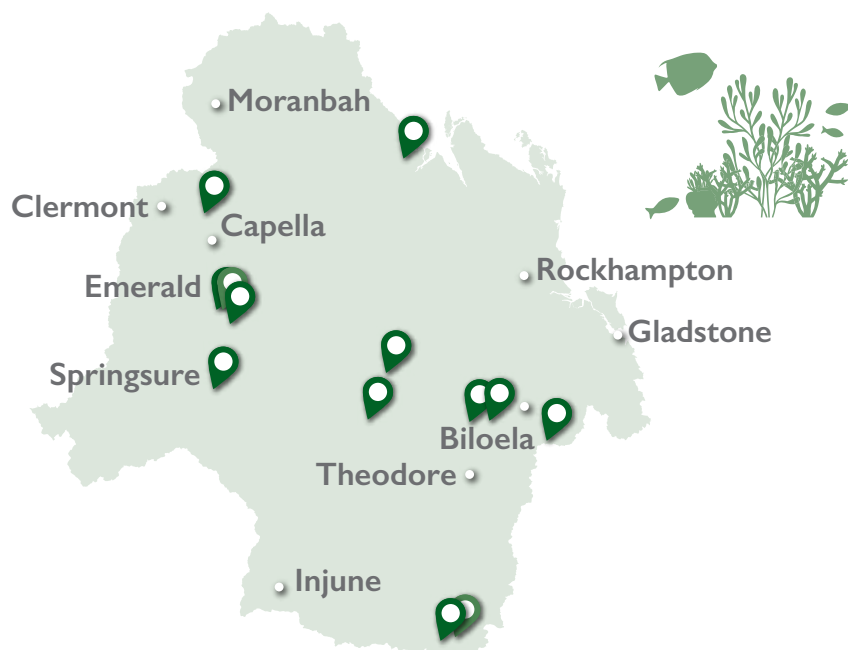 Moranbah
Clermont
Capella
Rockhampton
Emerald
Gladstone
Springsure
Biloela
Theodore
Injune